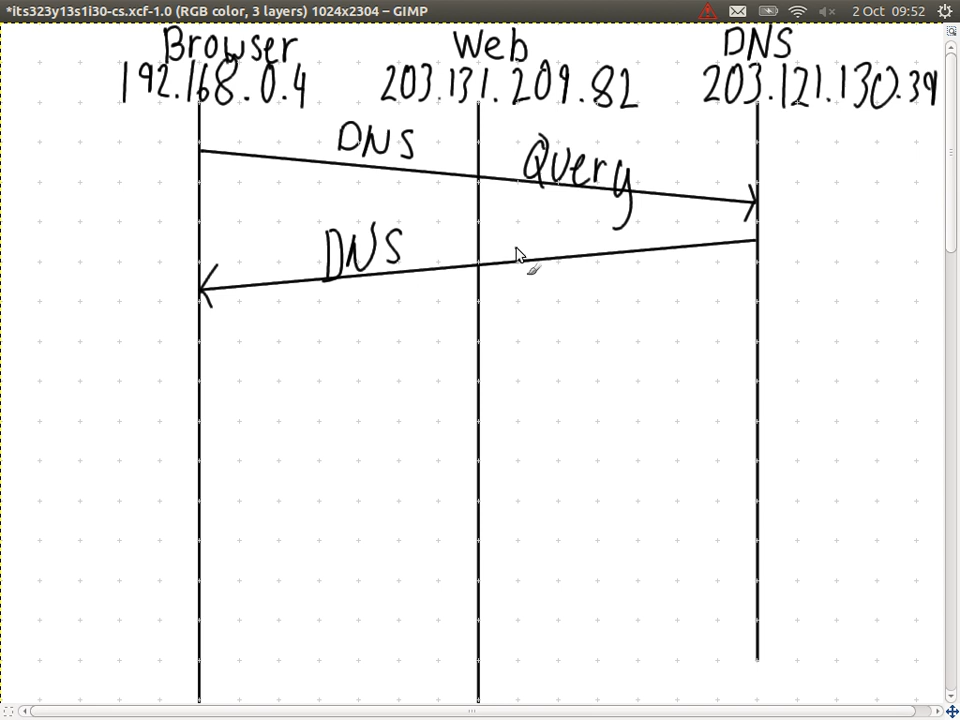 *its323y13s1i30-cs.xcf-1.0 (RGB color, 3 layers) 1024x2304 – GIMP
2 Oct 09:52
Browser Web DNS
192.168.0.4 203.131.209.82 203.121.130.39
DNS Query
DNS